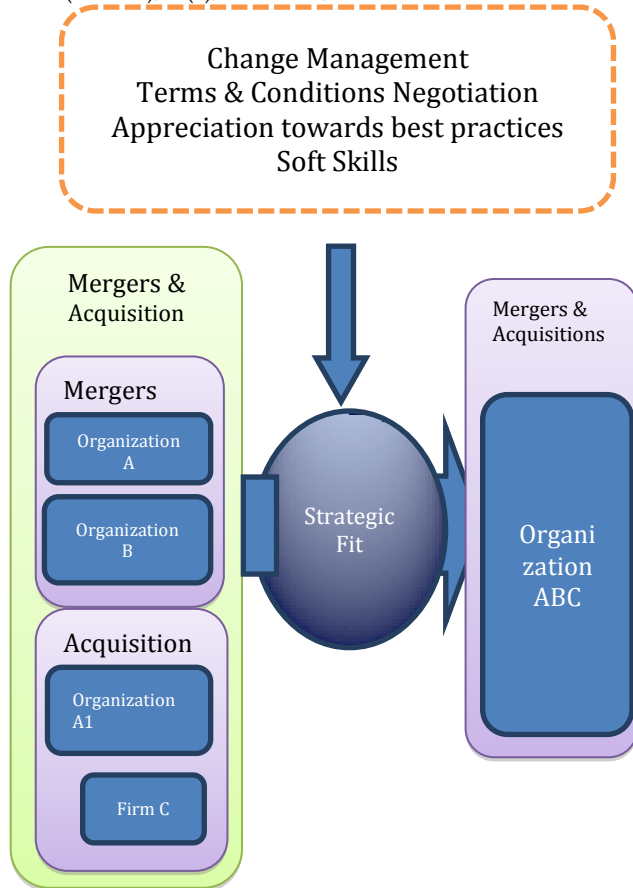 Change Management
Terms & Conditions Negotiation
Appreciation towards best practices
Soft Skills
Mergers &
Acquisition
Mergers
Organization
A
Organization
B
Acquisition
Organization
A1
Firm C
Strategic
Fit
Mergers &
Acquisitions
Organi
zation
ABC